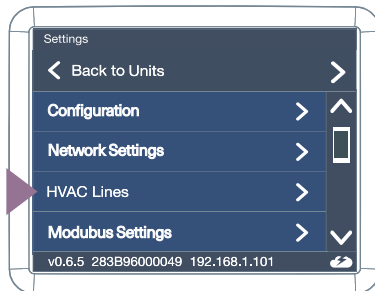 Settings
Back to Units
Configuration
Network Settings
HVAC Lines
Modubus Settings
v0.6.5 283B96000049 192.168.1.101